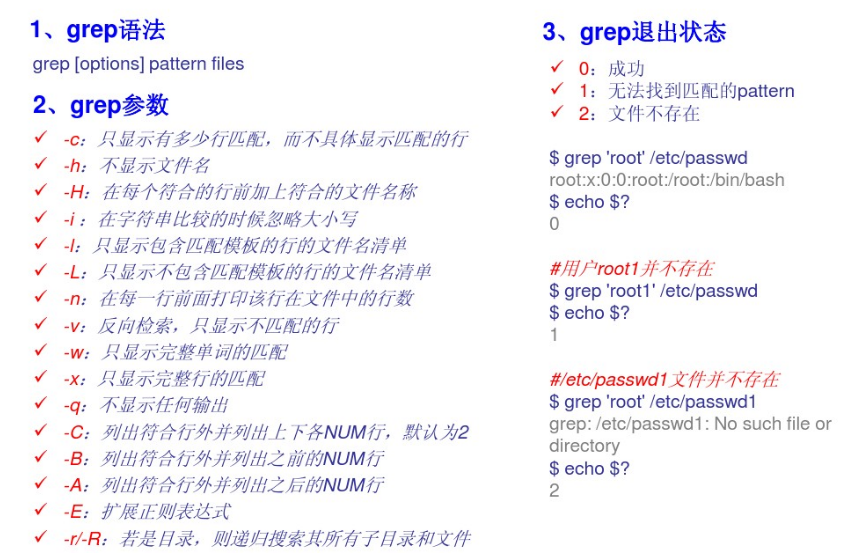 1、grep语法
grep [options] pattern files
2、grep参数
-c：只显示有多少行匹配，而不具体显示匹配的行
-h：不显示文件名
-H：在每个符合的行前加上符合的文件名称
-i：在字符串比较的时候忽略大小写
-l：只显示包含匹配模板的行的文件名清单
-L：只显示不包含匹配模板的行的文件名清单
-n：在每一行前面打印该行在文件中的行数
-v：反向检索，只显示不匹配的行
-w：只显示完整单词的匹配
-x：只显示完整行的匹配
-q：不显示任何输出
-C：列出符合行外并列出上下各NUM行，默认为2
-B：列出符合行外并列出之前的NUM行
-A：列出符合行外并列出之后的NUM行
-E：扩展正则表达式
-r/-R：若是目录，则递归搜索其所有子目录和文件
3、grep退出状态
0：成功
1：无法找到匹配的pattern
2：文件不存在
$ grep 'root' /etc/passwd
root:x:0:0:root:/root:/bin/bash
$ echo $?
0
#用户root1并不存在
$ grep 'root1' /etc/passwd
$ echo $?
1
#/etc/passwd1文件并不存在
$ grep 'root' /etc/passwd1
grep: /etc/passwd1: No such file or
directory
$ echo $?
2